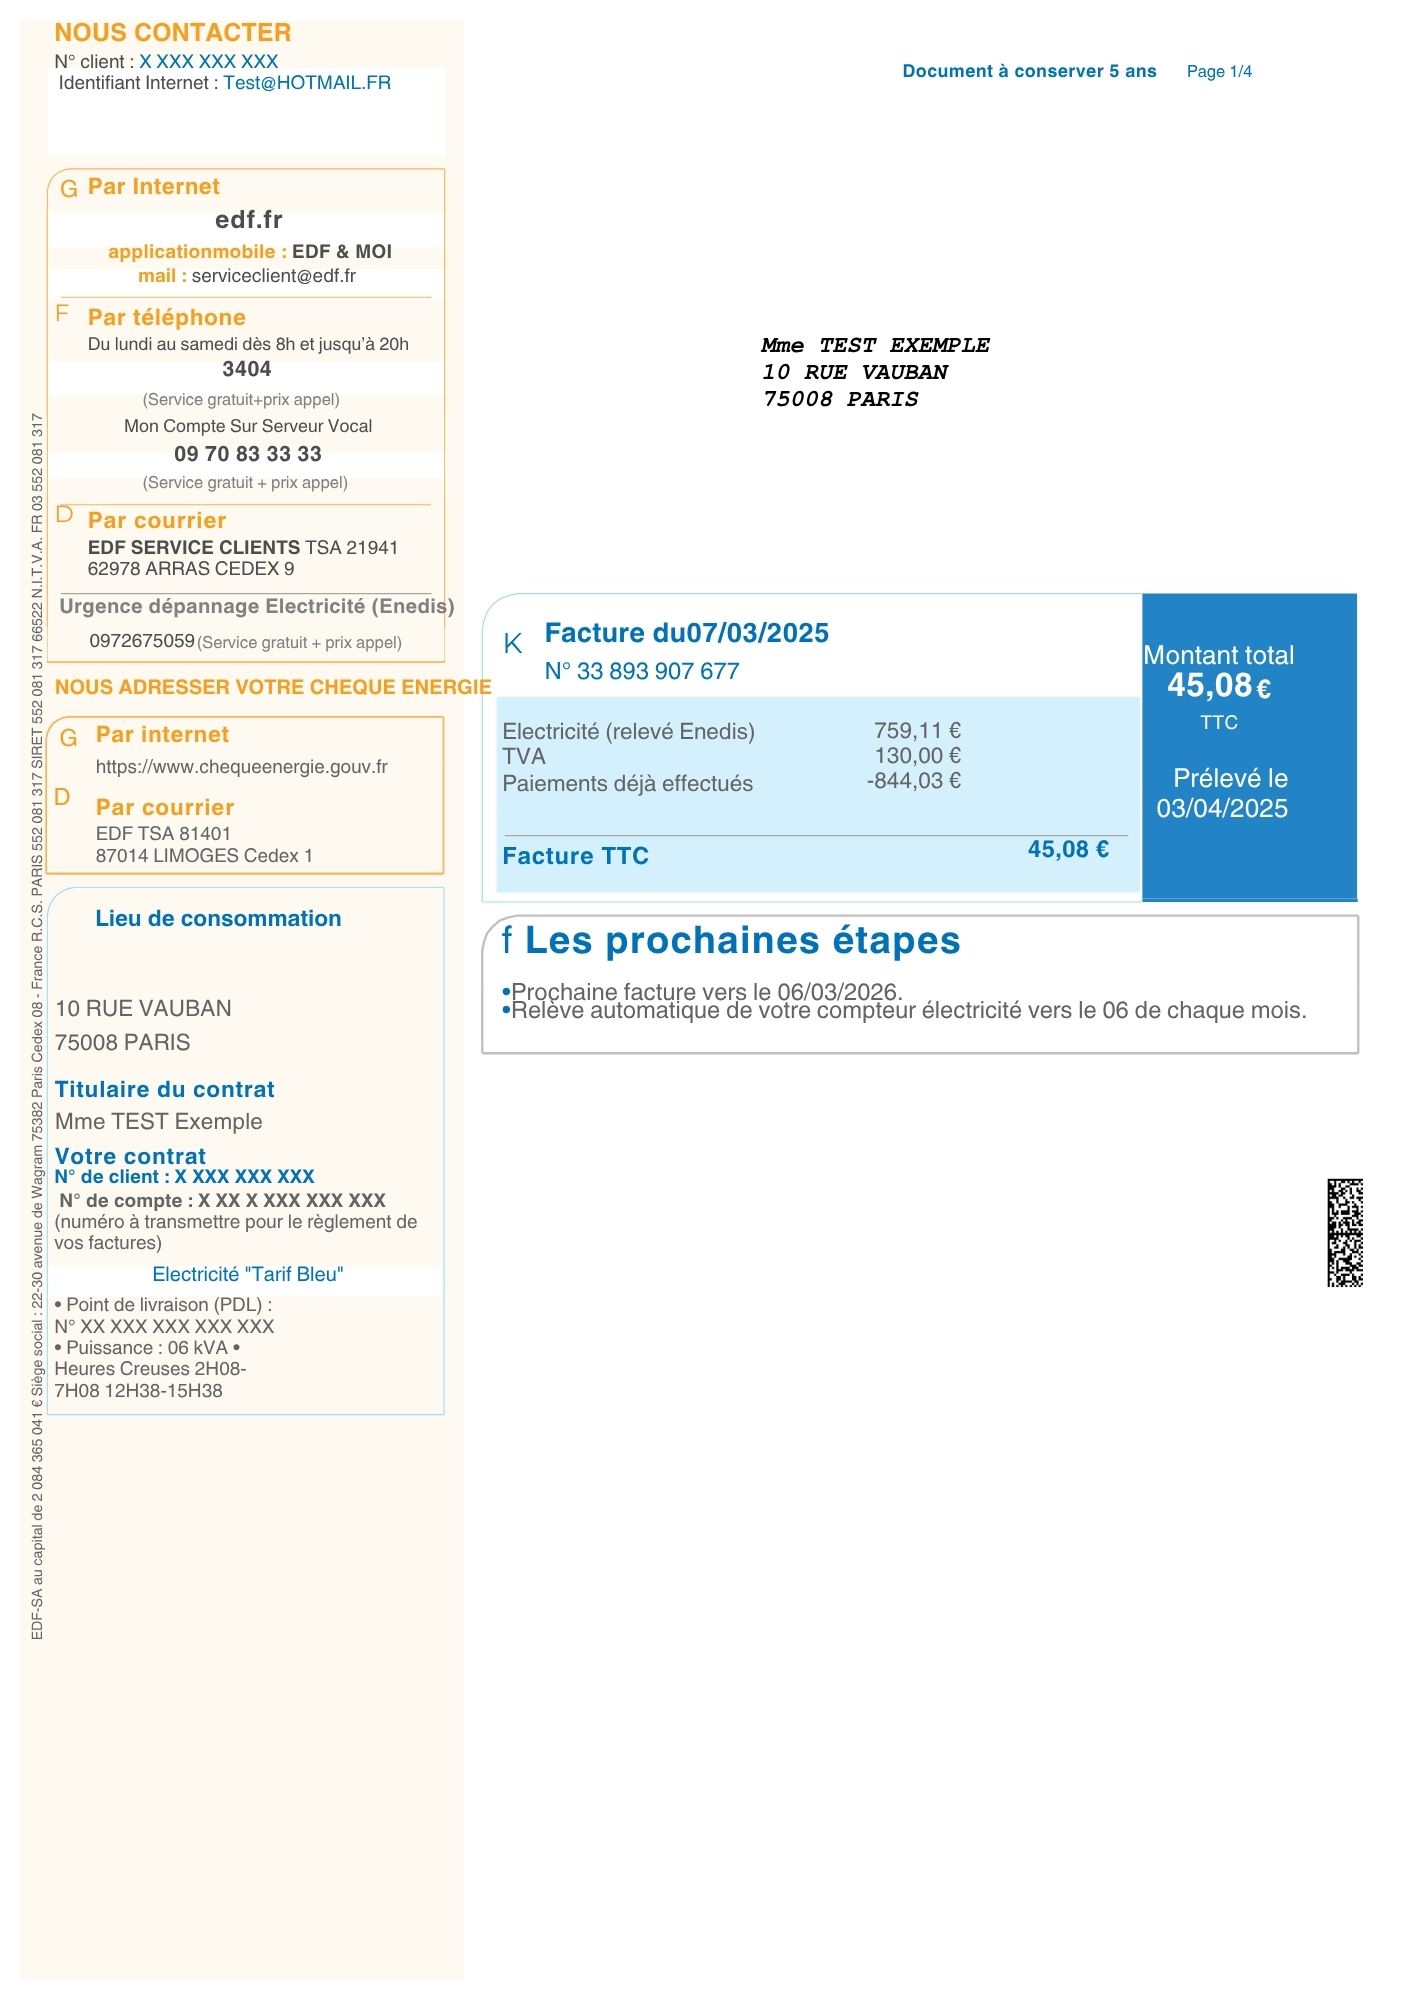 NOUS CONTACTER
N° client : X XXX XXX XXX
Identifiant Internet : Test@HOTMAIL.FR
Document à conserver 5 ans Page 1/4
G Par Internet
edf.fr
applicationmobile : EDF & MOI
mail : serviceclient@edf.fr
F Par téléphone
Du lundi au samedi dès 8h et jusqu'à 20h
3404
(Service gratuit+prix appel)
Mon Compte Sur Serveur Vocal
09 70 83 33 33
(Service gratuit + prix appel)
D Par courrier
EDF SERVICE CLIENTS TSA 21941
62978 ARRAS CEDEX 9
Urgence dépannage Electricité (Enedis)
0972675059 (Service gratuit + prix appel)
NOUS ADRESSER VOTRE CHEQUE ENERGIE
G Par internet
https://www.chequeenergie.gouv.fr
D Par courrier
EDF TSA 81401
87014 LIMOGES Cedex 1
Lieu de consommation
10 RUE VAUBAN
75008 PARIS
Titulaire du contrat
Mme TEST Exemple
Votre contrat
N° de client : X XXX XXX XXX
N° de compte : X XX X XXX XXX XXX
(numéro à transmettre pour le règlement de
vos factures)
Electricité "Tarif Bleu"
• Point de livraison (PDL) :
N° XX XXX XXX XXX XXX
• Puissance : 06 kVA •
Heures Creuses 2H08-
7H08 12H38-15H38
EDF-SA au capital de 2 084 365 041 € Siège social : 22-30 avenue de Wagram 75382 Paris Cedex 08 - France R.C.S. PARIS 552 081 317 SIRET 552 081 317 66522 N.I.T.V.A. FR 03 552 081 317
Mme TEST EXEMPLE
10 RUE VAUBAN
75008 PARIS
K Facture du07/03/2025
N° 33 893 907 677
Electricité (relevé Enedis) 759,11 €
TVA 130,00 €
Paiements déjà effectués -844,03 €
Facture TTC 45,08 €
Montant total
45,08 €
TTC
Prélevé le
03/04/2025
f Les prochaines étapes
•Prochaine facture vers le 06/03/2026.
•Relève automatique de votre compteur électricité vers le 06 de chaque mois.